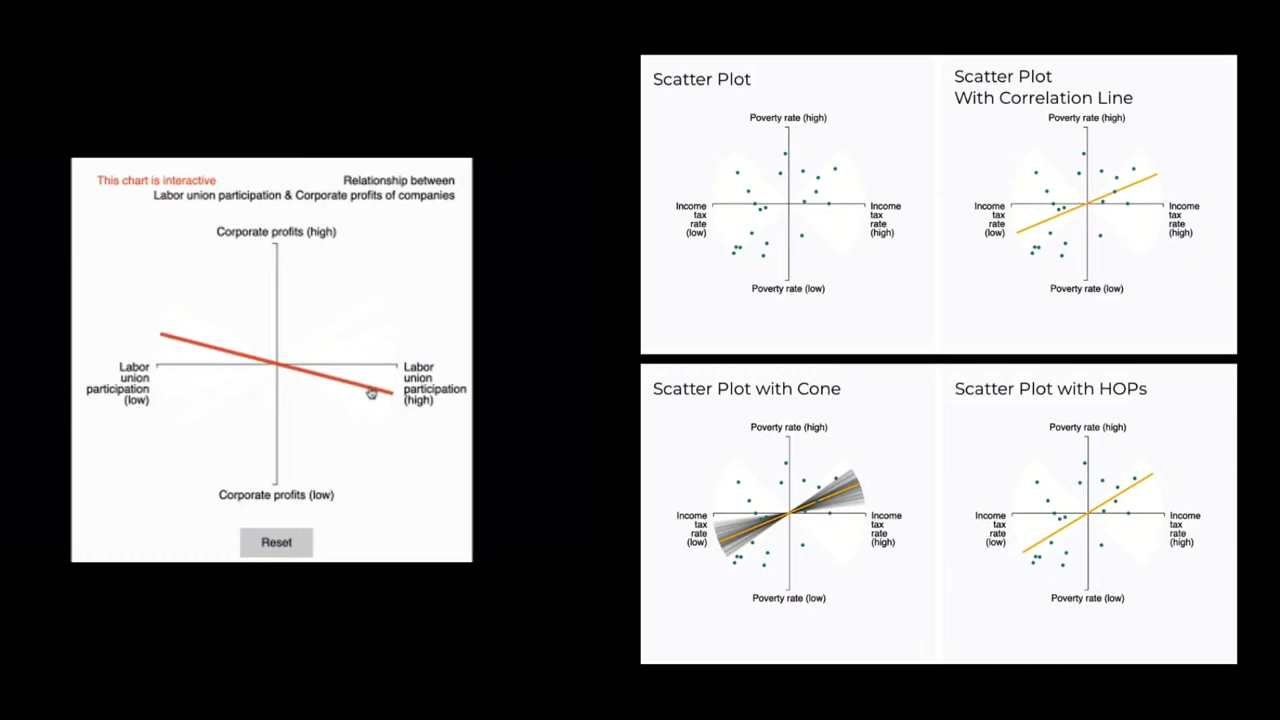 This chart is interactive
Relationship between
Labor union participation & Corporate profits of companies
Corporate profits (high)
Labor
union
participation
(low)
Labor
union
participation
(high)
Corporate profits (low)
Reset
Scatter Plot
Poverty rate (high)
Income
tax
rate
(low)
Income
tax
rate
(high)
Poverty rate (low)
Scatter Plot
With Correlation Line
Poverty rate (high)
Income
tax
rate
(low)
Income
tax
rate
(high)
Poverty rate (low)
Scatter Plot with Cone
Poverty rate (high)
Income
tax
rate
(low)
Income
tax
rate
(high)
Poverty rate (low)
Scatter Plot with HOPs
Poverty rate (high)
Income
tax
rate
(low)
Income
tax
rate
(high)
Poverty rate (low)